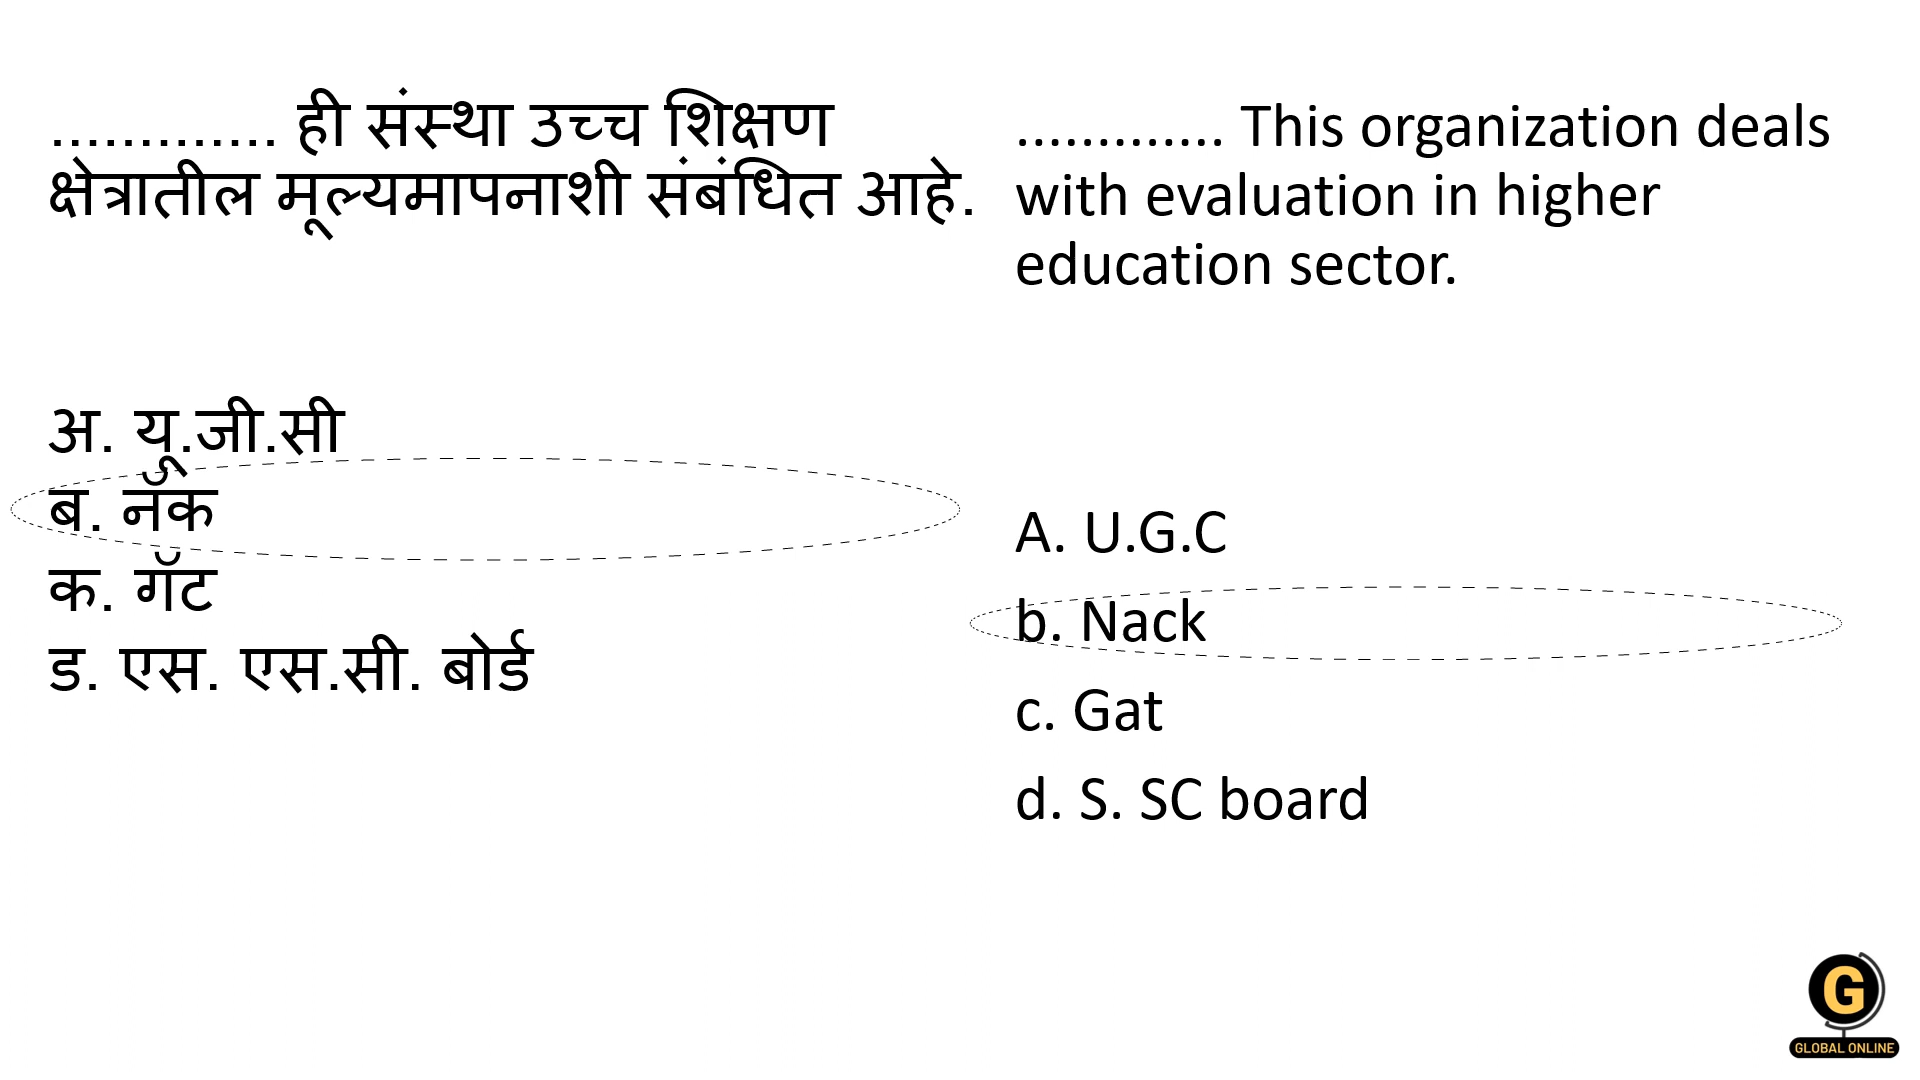 ............. ही संस्था उच्च शिक्षण
क्षेत्रातील मूल्यमापनाशी संबंधित आहे.
अ. यू.जी.सी
ब. नॅक
क. गॅट
ड. एस. एस.सी. बोर्ड
............. This organization deals
with evaluation in higher
education sector.
A. U.G.C
b. Nack
c. Gat
d. S. SC board
G
GLOBAL ONLINE